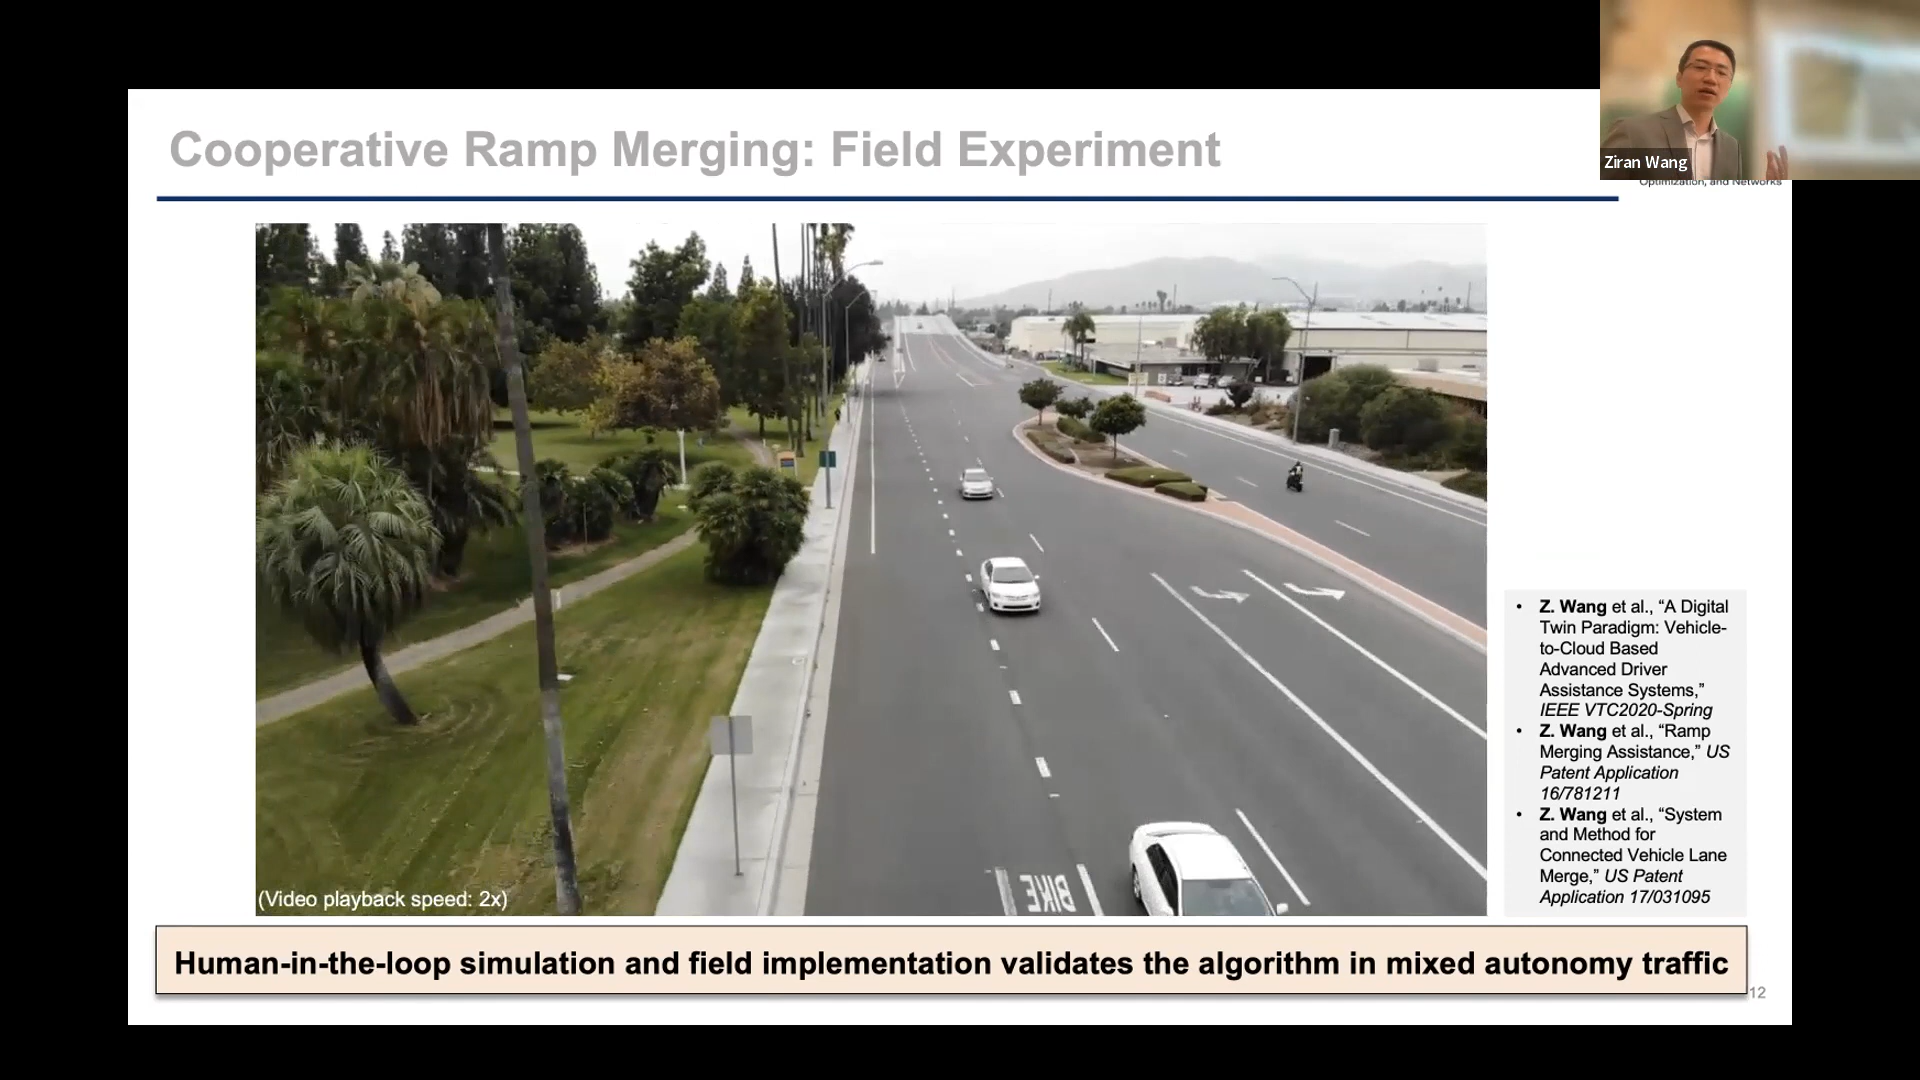 Cooperative Ramp Merging: Field Experiment
Ziran Wang
Optimization, and Networks
(Video playback speed: 2x)
BIKE
• Z. Wang et al., “A Digital
Twin Paradigm: Vehicle-
to-Cloud Based
Advanced Driver
Assistance Systems,”
IEEE VTC2020-Spring
• Z. Wang et al., “Ramp
Merging Assistance,” US
Patent Application
16/781211
• Z. Wang et al., “System
and Method for
Connected Vehicle Lane
Merge,” US Patent
Application 17/031095
Human-in-the-loop simulation and field implementation validates the algorithm in mixed autonomy traffic
12